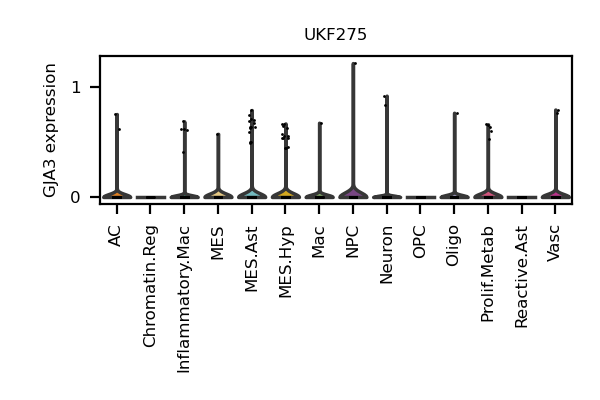 UKF275
GJA3 expression
1
0
AC
Chromatin.Reg
Inflammatory.Mac
MES
MES.Ast
MES.Hyp
Mac
NPC
Neuron
OPC
Oligo
Prolif.Metab
Reactive.Ast
Vasc